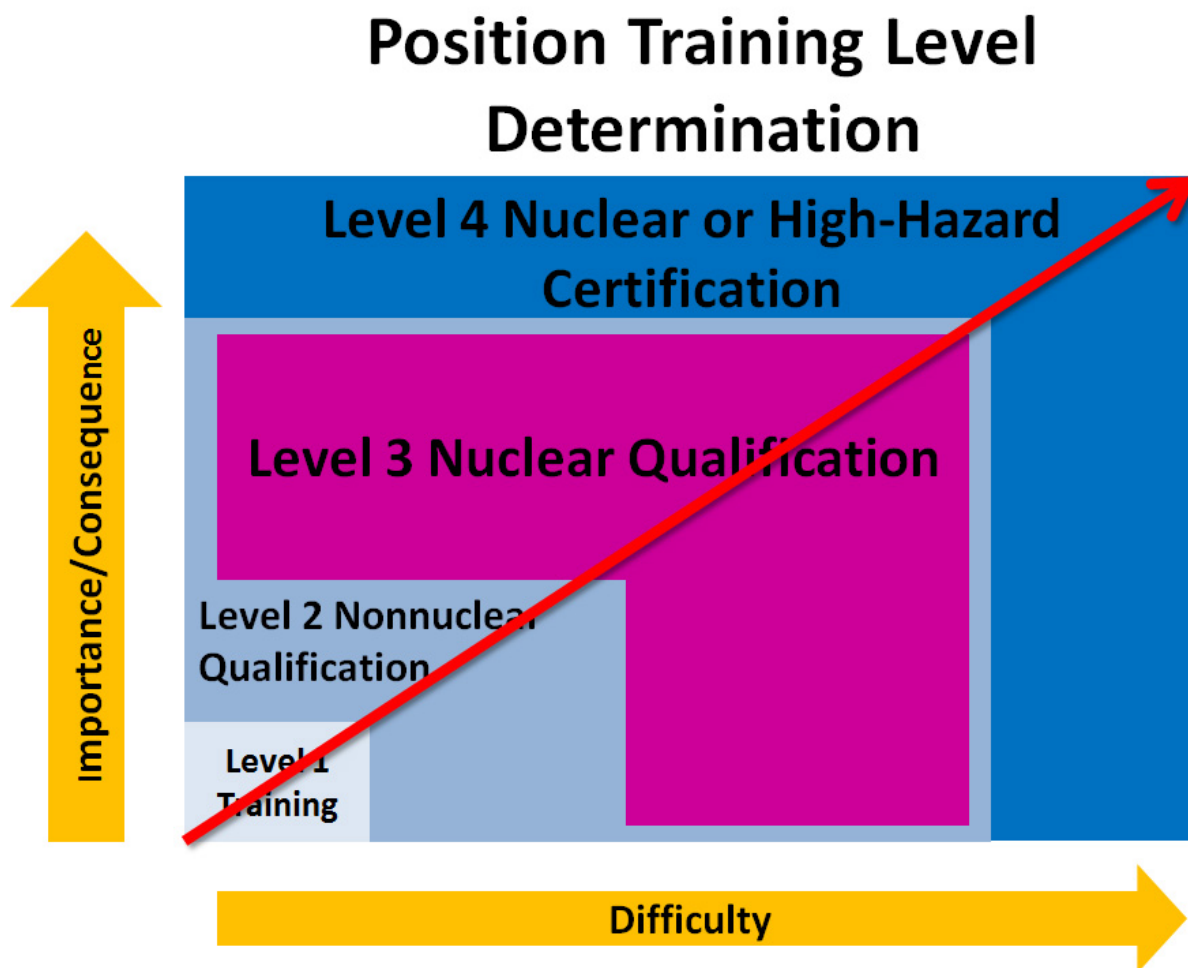 Position Training Level
Determination
Level 4 Nuclear or High-Hazard
Certification
Importance/Consequence
Level 3 Nuclear Qualification
Level 2 Nonnuclear
Qualification
Level 1
Training
Difficulty